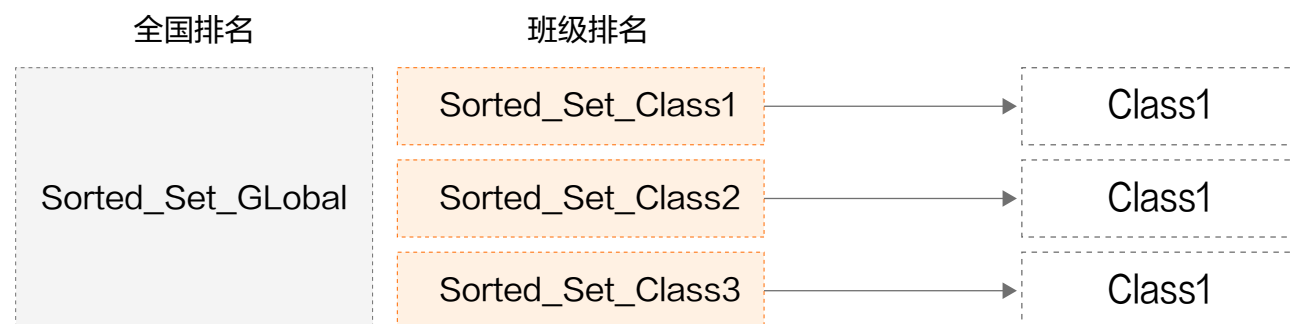 全国排名 班级排名
Sorted_Set_Class1 Class1
Sorted_Set_GLobal Sorted_Set_Class2 Class1
Sorted_Set_Class3 Class1